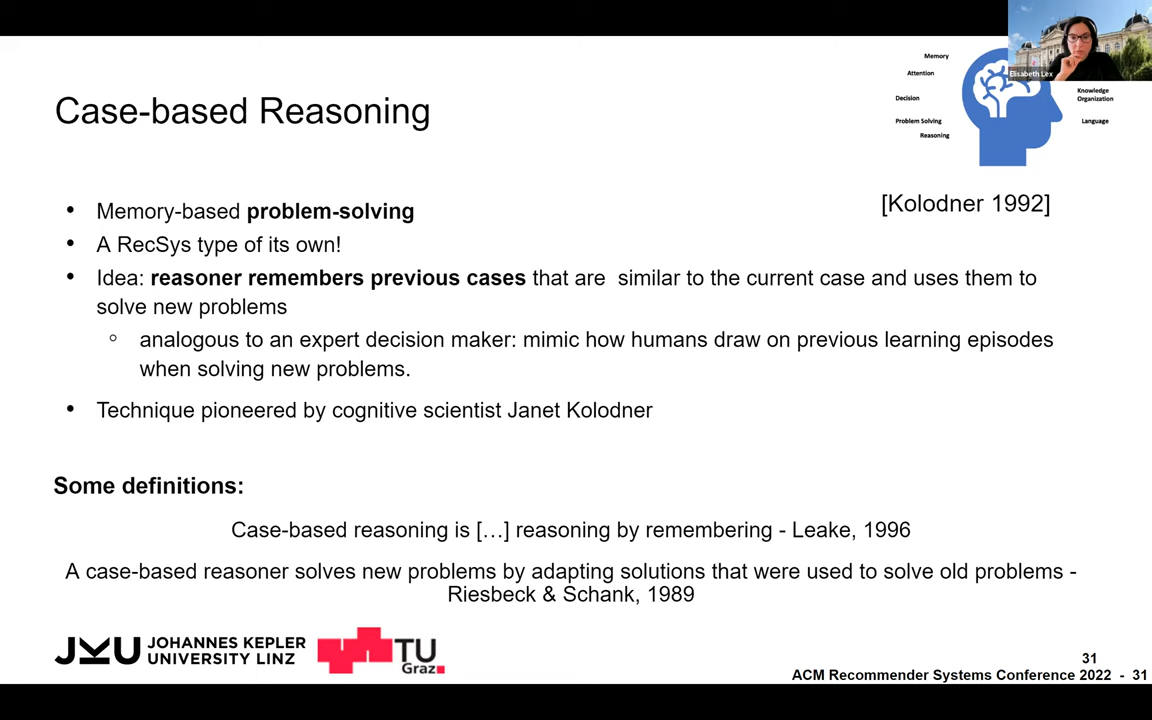 Elisabeth Lex
Memory
Attention
Decision
Problem Solving
Reasoning
Knowledge
Organization
Language
Case-based Reasoning
[Kolodner 1992]
• Memory-based problem-solving
• A RecSys type of its own!
• Idea: reasoner remembers previous cases that are  similar to the current case and uses them to
solve new problems
○ analogous to an expert decision maker: mimic how humans draw on previous learning episodes
when solving new problems.
• Technique pioneered by cognitive scientist Janet Kolodner
Some definitions:
Case-based reasoning is […] reasoning by remembering - Leake, 1996
A case-based reasoner solves new problems by adapting solutions that were used to solve old problems -
Riesbeck & Schank, 1989
JKU JOHANNES KEPLER
UNIVERSITY LINZ
TU
Graz
31
ACM Recommender Systems Conference 2022 - 31